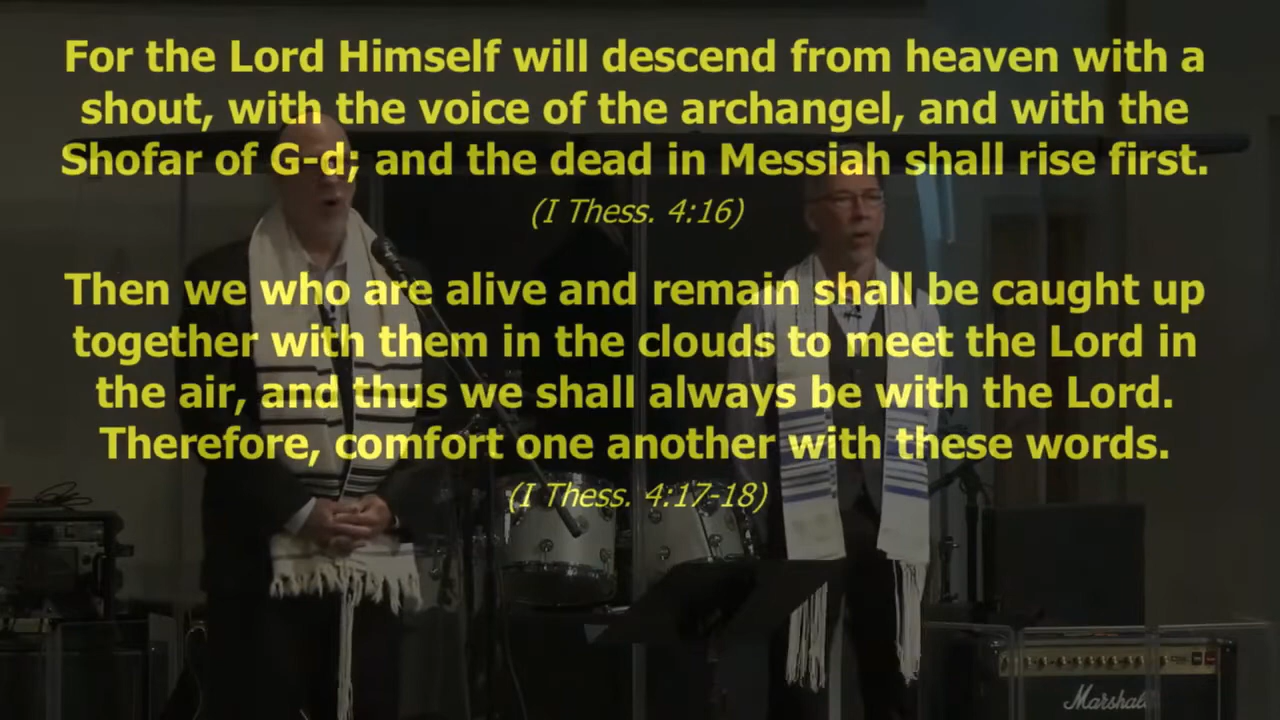 For the Lord Himself will descend from heaven with a
shout, with the voice of the archangel, and with the
Shofar of G-d; and the dead in Messiah shall rise first.
(I Thess. 4:16)
Then we who are alive and remain shall be caught up
together with them in the clouds to meet the Lord in
the air, and thus we shall always be with the Lord.
Therefore, comfort one another with these words.
(I Thess. 4:17-18)
Marshall